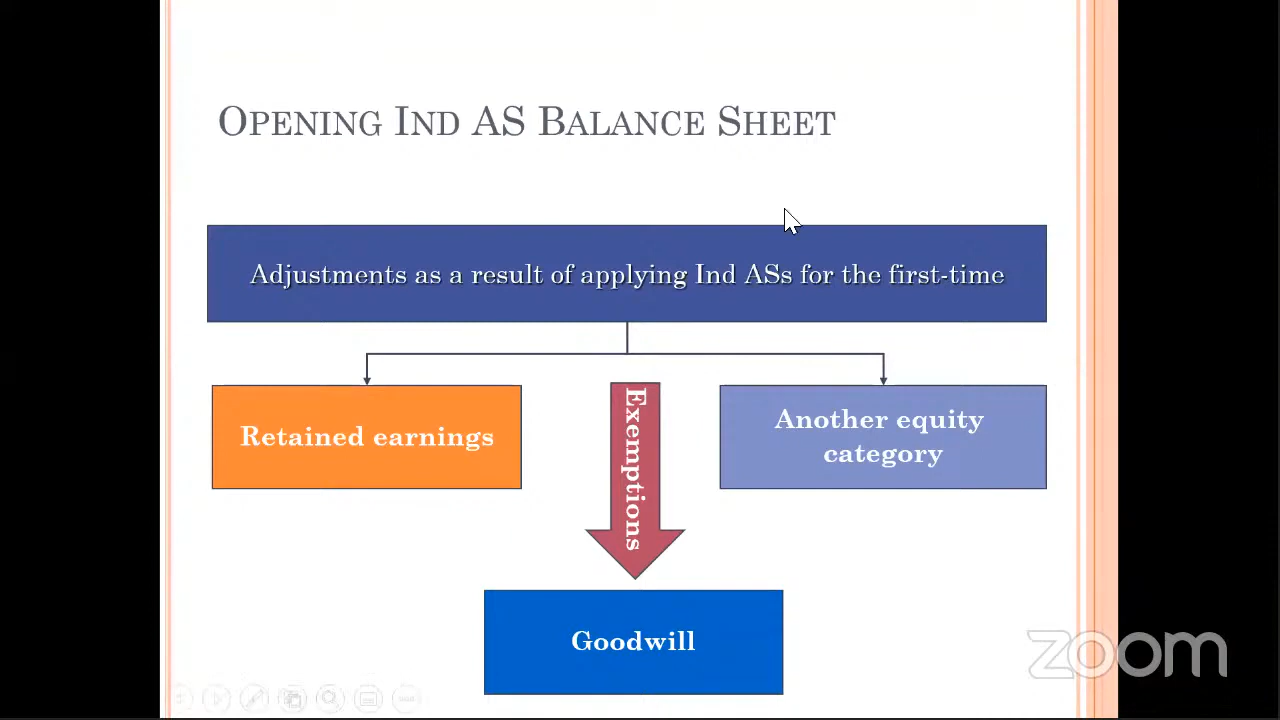 Opening Ind AS Balance Sheet
Adjustments as a result of applying Ind ASs for the first-time
Retained earnings
Exemptions
Another equity
category
Goodwill
zoom